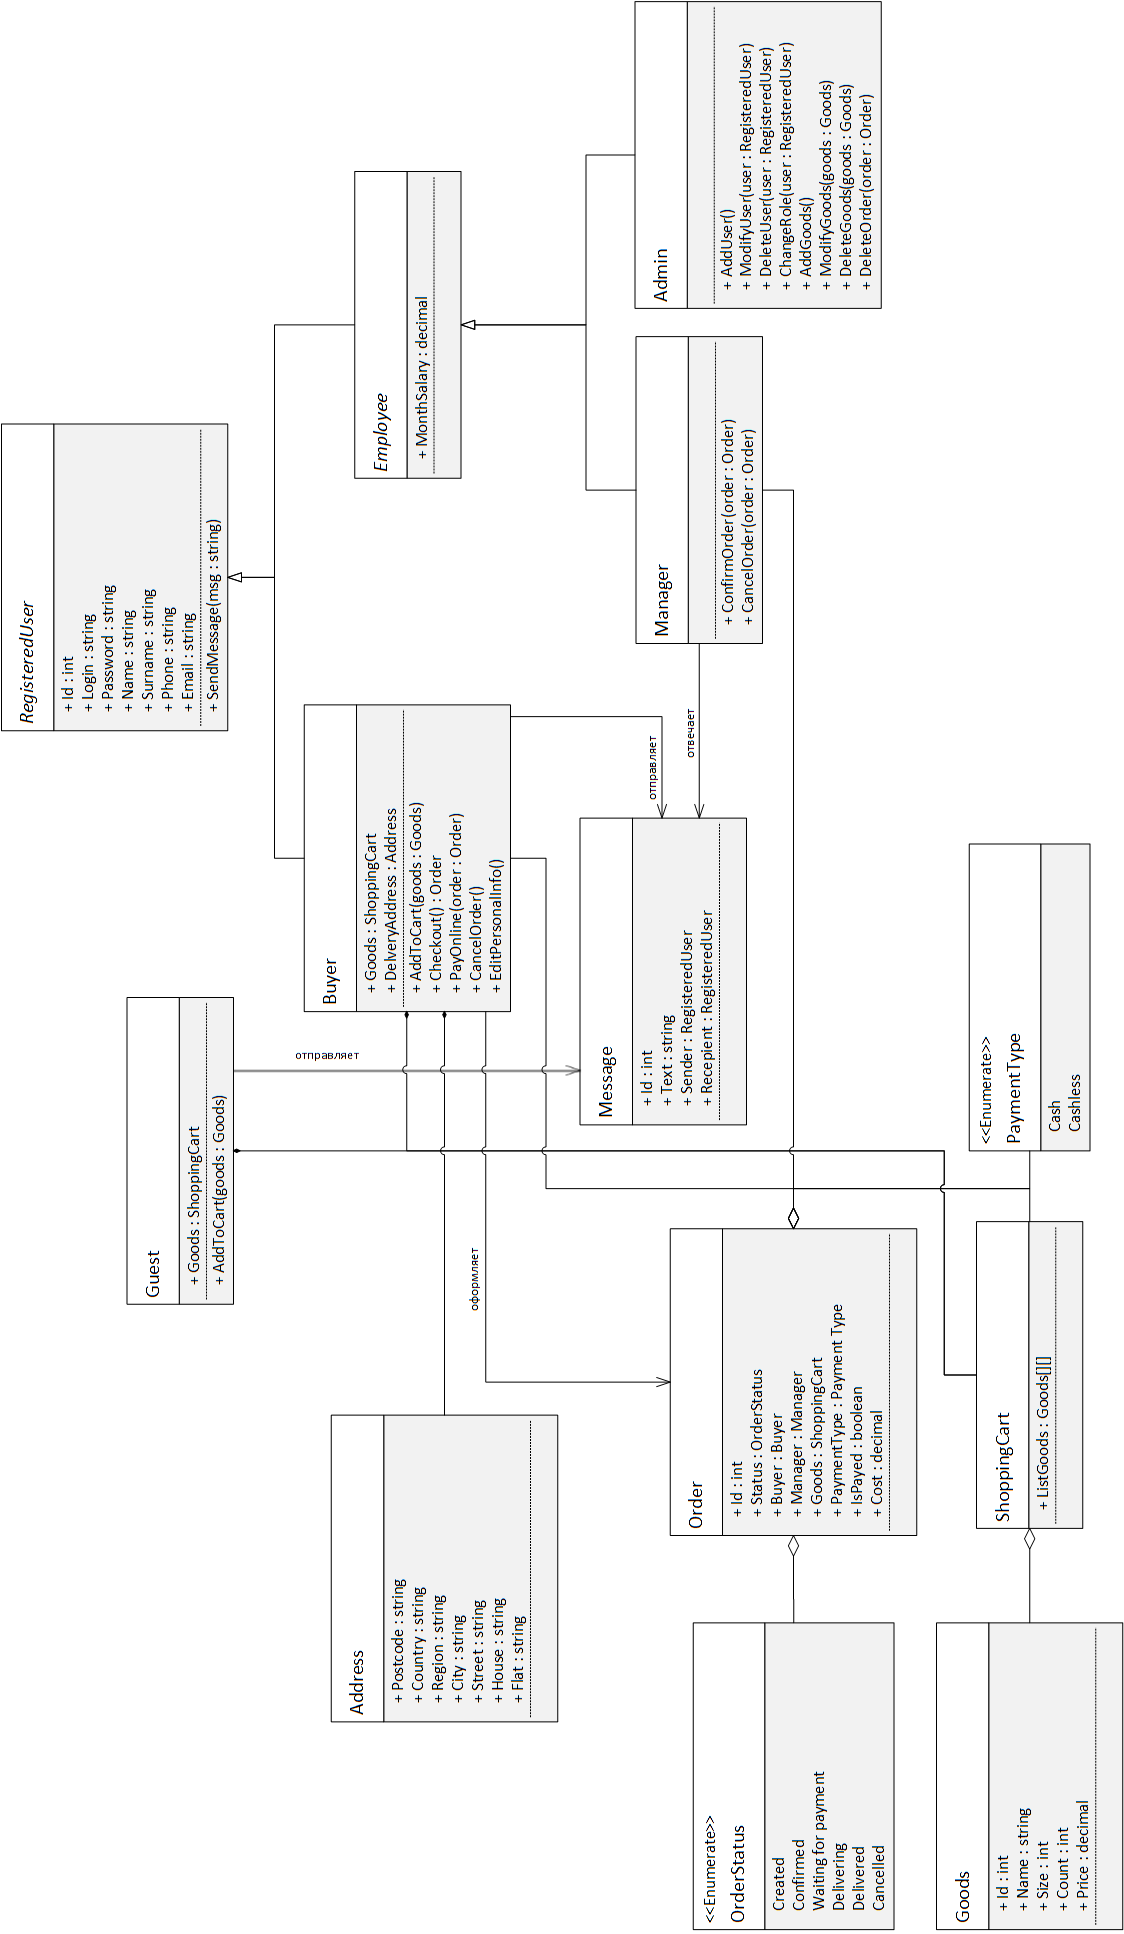 RegisteredUser
+ Id : int
+ Login : string
+ Password : string
+ Name : string
+ Surname : string
+ Phone : string
+ Email : string
+ SendMessage(msg : string)
Guest
+ Goods : ShoppingCart
+ AddToCart(goods : Goods)
Buyer
+ Goods : ShoppingCart
+ DelveryAddress : Address
+ AddToCart(goods : Goods)
+ Checkout() : Order
+ PayOnline(order : Order)
+ CancelOrder()
+ EditPersonalInfo()
Employee
+ MonthSalary : decimal
Address
+ Postcode : string
+ Country : string
+ Region : string
+ City : string
+ Street : string
+ House : string
+ Flat : string
отправляет
оформляет
отправляет
отвечает
Message
+ Id : int
+ Text : string
+ Sender : RegisteredUser
+ Recepient : RegisteredUser
Manager
+ ConfirmOrder(order : Order)
+ CancelOrder(order : Order)
Admin
+ AddUser()
+ ModifyUser(user : RegisteredUser)
+ DeleteUser(user : RegisteredUser)
+ ChangeRole(user : RegisteredUser)
+ AddGoods()
+ ModifyGoods(goods : Goods)
+ DeleteGoods(goods : Goods)
+ DeleteOrder(order : Order)
<<Enumerate>>
OrderStatus
Created
Confirmed
Waiting for payment
Delivering
Delivered
Cancelled
Order
+ Id : int
+ Status : OrderStatus
+ Buyer : Buyer
+ Manager : Manager
+ Goods : ShoppingCart
+ PaymentType : Payment Type
+ IsPayed : boolean
+ Cost : decimal
Goods
+ Id : int
+ Name : string
+ Size : int
+ Count : int
+ Price : decimal
ShoppingCart
+ ListGoods : Goods[][]
<<Enumerate>>
PaymentType
Cash
Cashless